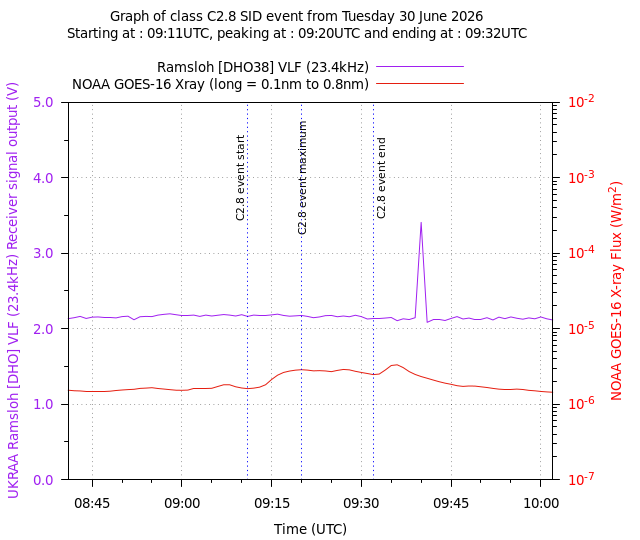 Graph of class C2.8 SID event from Tuesday 30 June 2026
Starting at : 09:11UTC, peaking at : 09:20UTC and ending at : 09:32UTC
Ramsloh [DHO38] VLF (23.4kHz)
NOAA GOES-16 Xray (long = 0.1nm to 0.8nm)
UKRAA Ramsloh [DHO] VLF (23.4kHz) Receiver signal output (V)
5.0
4.0
3.0
2.0
1.0
0.0
C2.8 event start
C2.8 event maximum
C2.8 event end
10^-2
10^-3
10^-4
10^-5
10^-6
10^-7
NOAA GOES-16 X-ray Flux (W/m²)
08:45 09:00 09:15 09:30 09:45 10:00
Time (UTC)